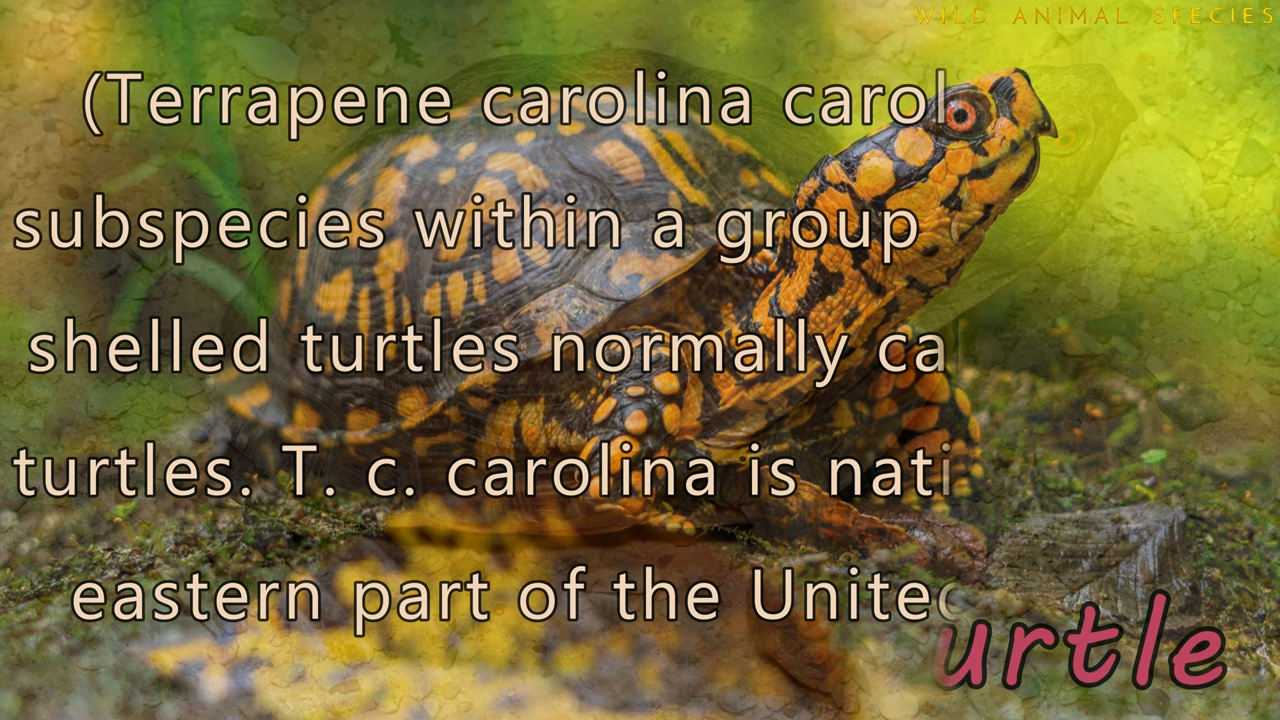 WILD ANIMAL SPECIES
(Terrapene carolina carol
subspecies within a group
shelled turtles normally ca
turtles. T. c. carolina is nati
eastern part of the Unite
urtle